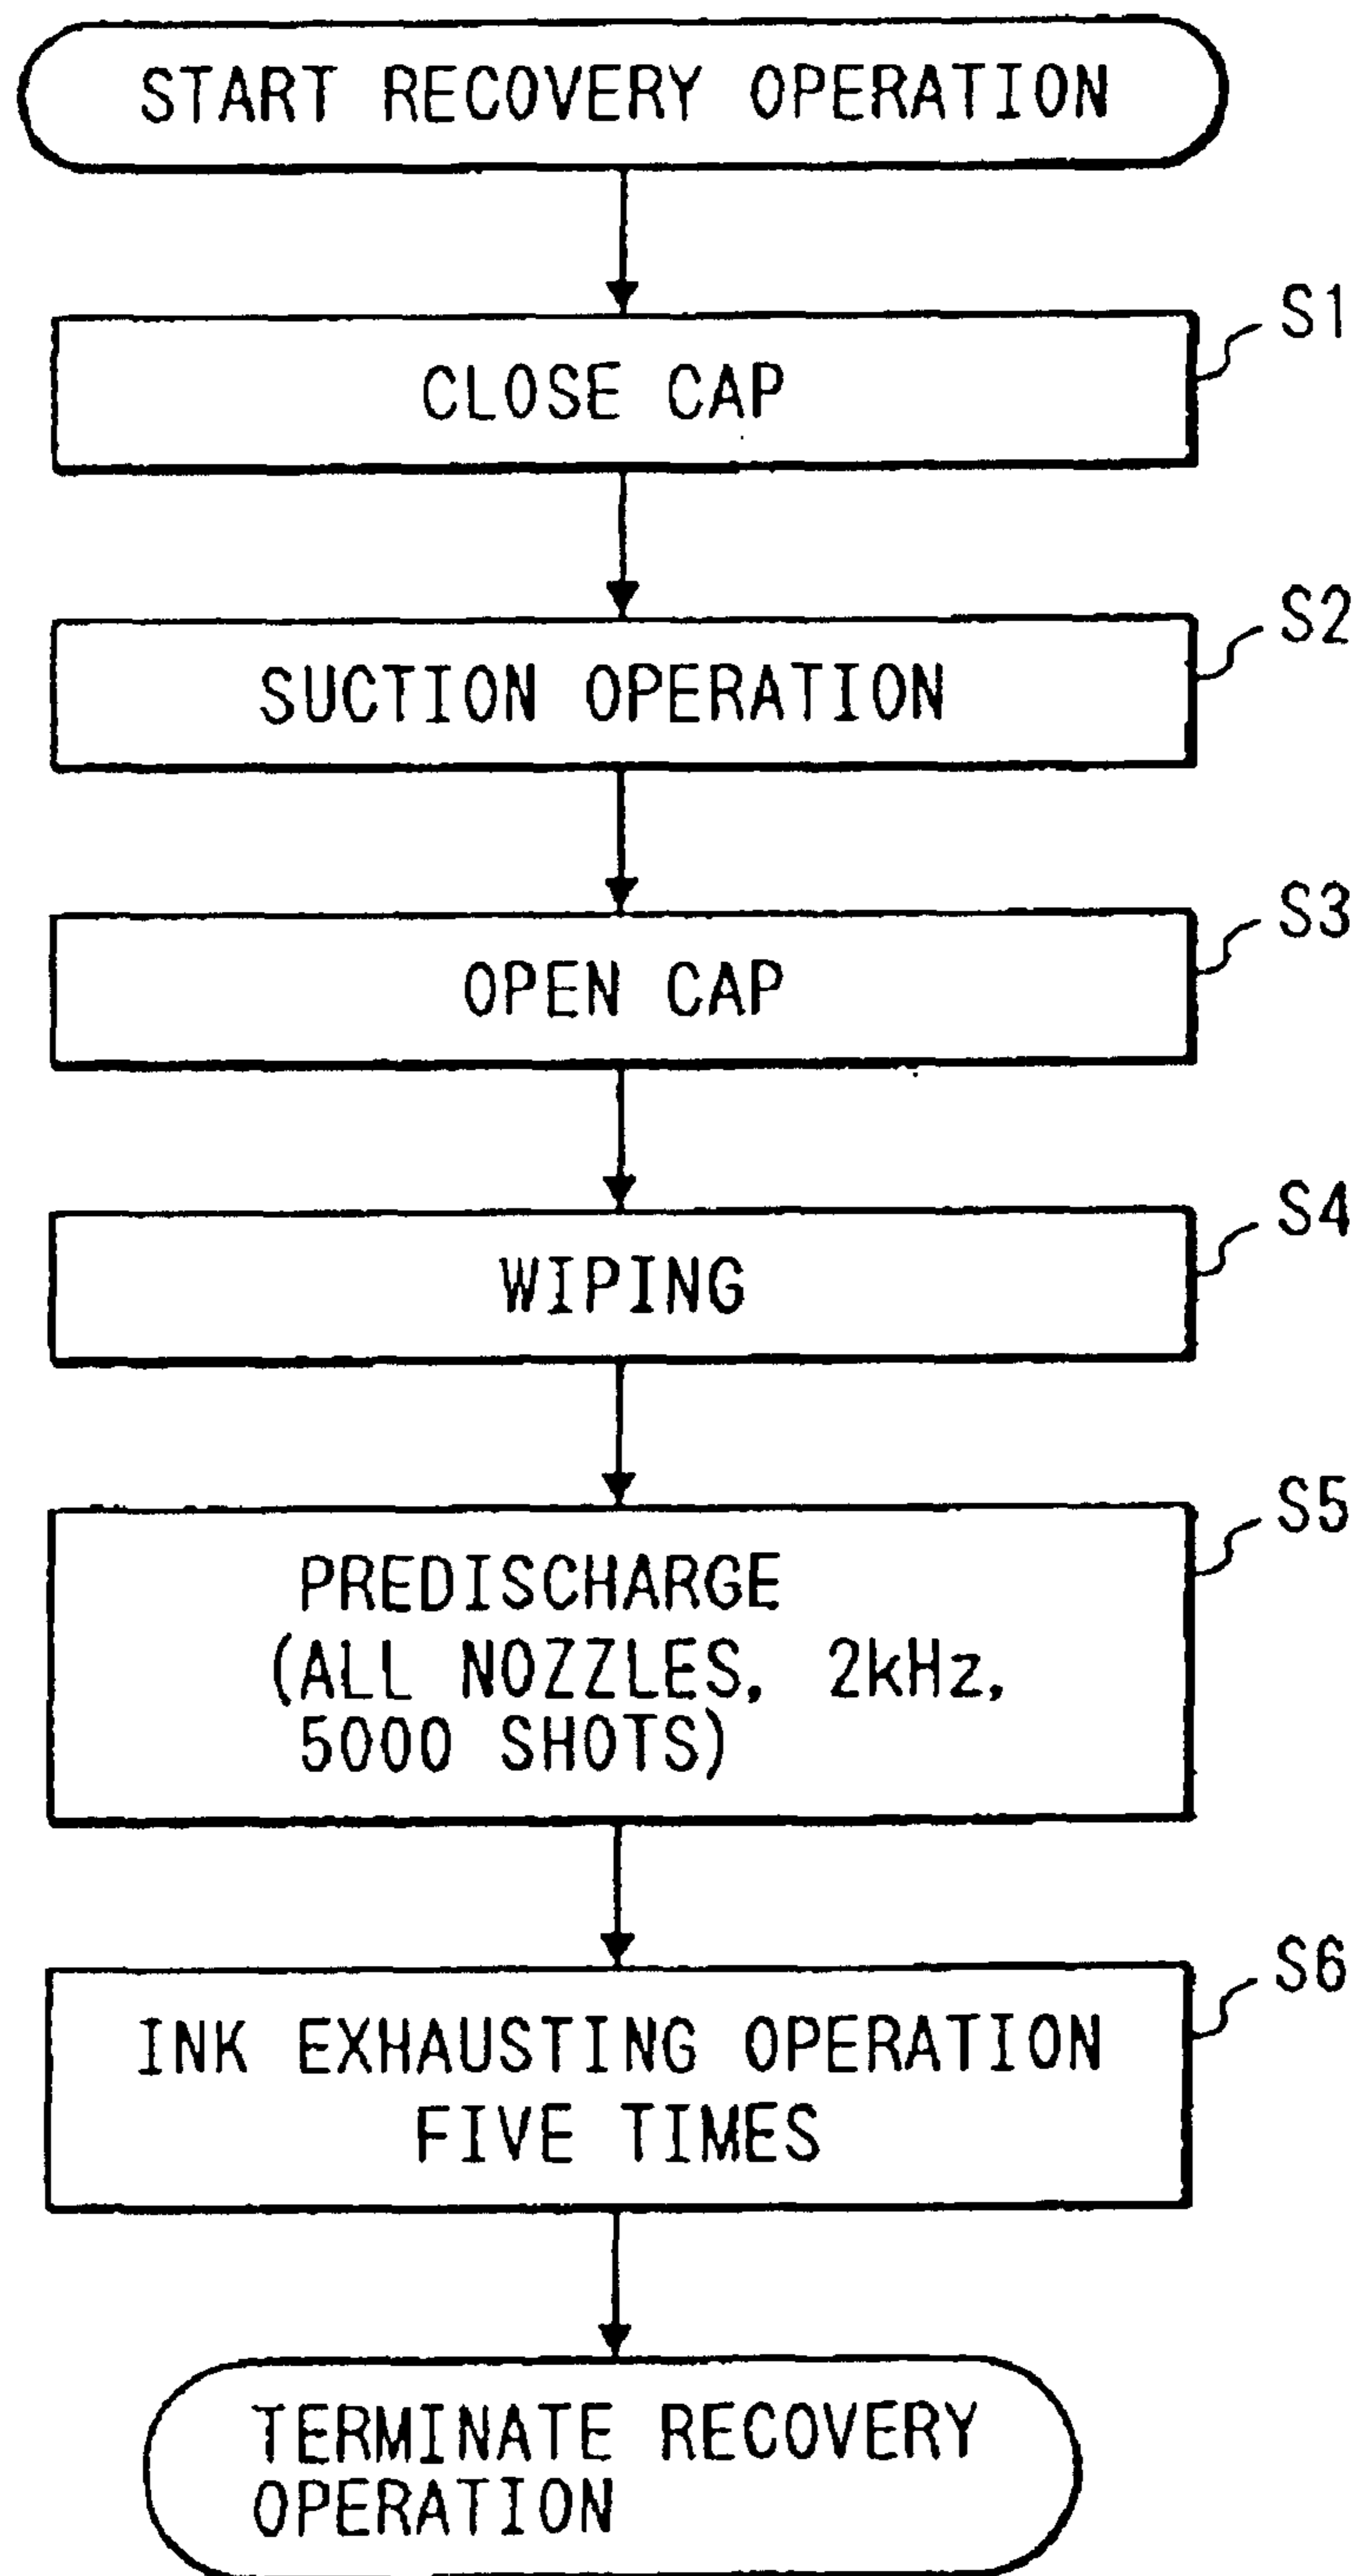 START RECOVERY OPERATION
S1
CLOSE CAP
S2
SUCTION OPERATION
S3
OPEN CAP
S4
WIPING
S5
PREDISCHARGE
(ALL NOZZLES, 2kHz,
5000 SHOTS)
S6
INK EXHAUSTING OPERATION
FIVE TIMES
TERMINATE RECOVERY
OPERATION